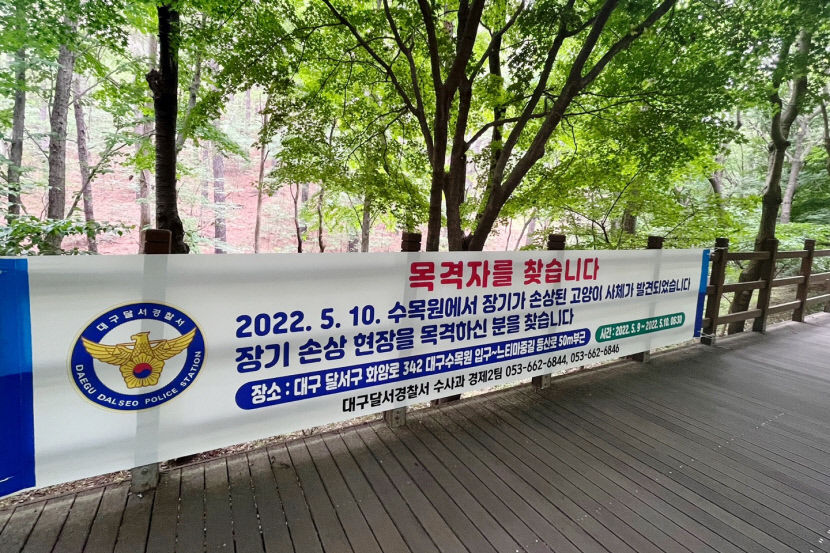 목격자를 찾습니다
2022. 5. 10. 수목원에서 장기가 손상된 고양이 사체가 발견되었습니다
장기 손상 현장을 목격하신 분을 찾습니다
시간 : 2022. 5. 9 ~ 2022. 5.10. 06:30
장소 : 대구 달서구 화암로 342 대구수목원 입구~느티마중길 등산로 50m부근
대구달서경찰서 수사과 경제2팀 053-662-6844, 053-662-6846
대구달서경찰서
DAEGU DALSEO POLICE STATION